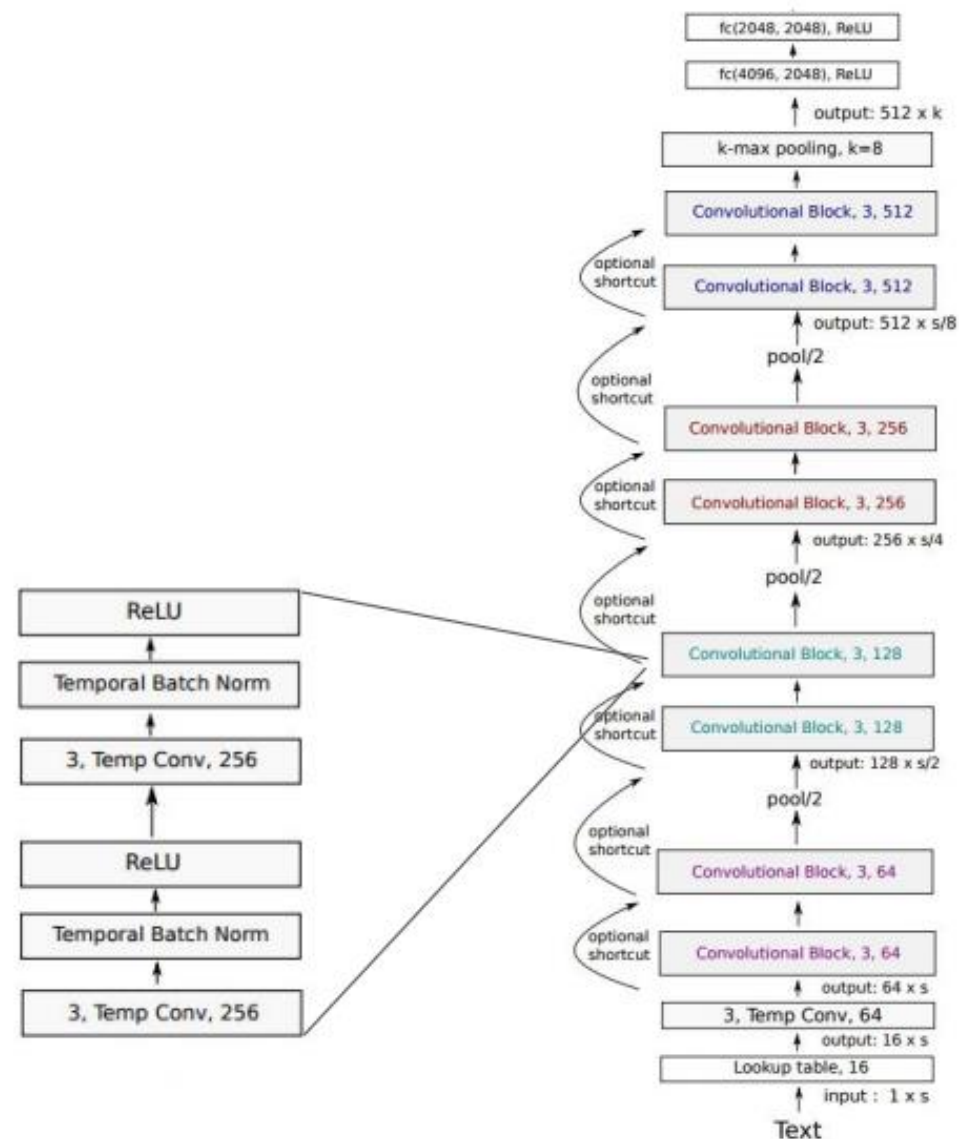 fc(2048, 2048), ReLU
fc(4096, 2048), ReLU
output: 512 x k
k-max pooling, k=8
Convolutional Block, 3, 512
optional
shortcut
Convolutional Block, 3, 512
output: 512 x s/8
pool/2
optional
shortcut
Convolutional Block, 3, 256
optional
shortcut
Convolutional Block, 3, 256
output: 256 x s/4
pool/2
optional
shortcut
Convolutional Block, 3, 128
optional
shortcut
Convolutional Block, 3, 128
output: 128 x s/2
pool/2
optional
shortcut
Convolutional Block, 3, 64
optional
shortcut
Convolutional Block, 3, 64
output: 64 x s
3, Temp Conv, 64
output: 16 x s
Lookup table, 16
input : 1 x s
Text
ReLU
Temporal Batch Norm
3, Temp Conv, 256
ReLU
Temporal Batch Norm
3, Temp Conv, 256